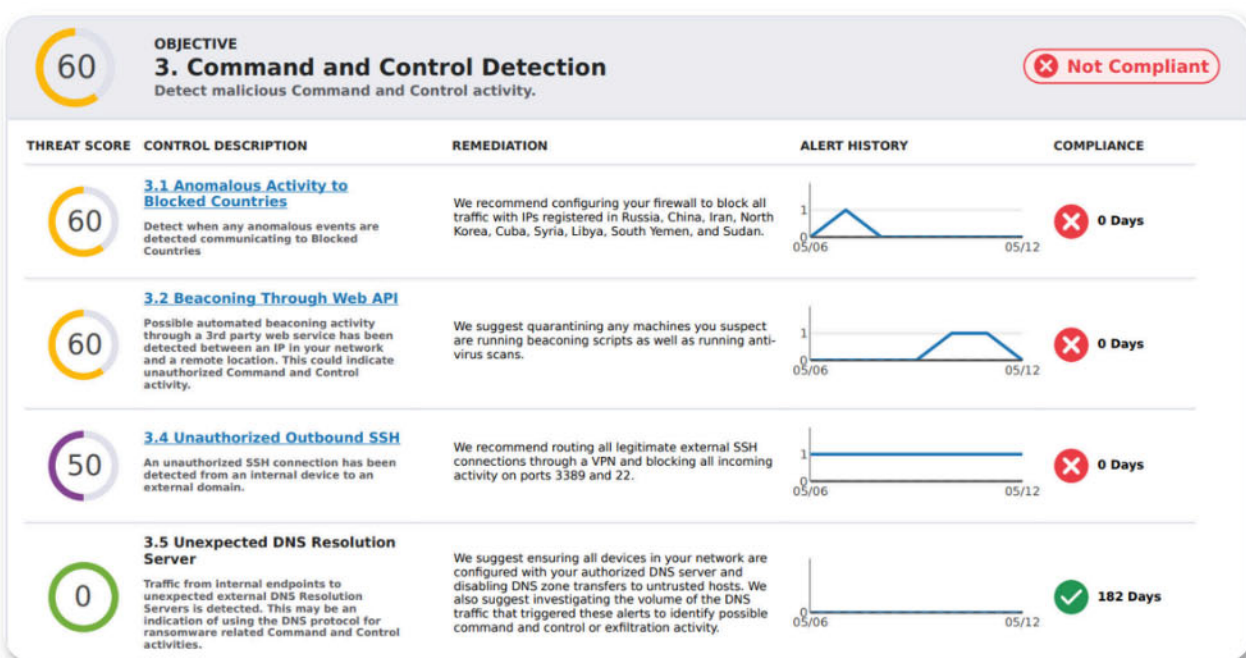 OBJECTIVE
60
3. Command and Control Detection
Not Compliant
Detect malicious Command and Control activity.
THREAT SCORE CONTROL DESCRIPTION REMEDIATION ALERT HISTORY COMPLIANCE
3.1 Anomalous Activity to
Blocked Countries
Detect when any anomalous events are
detected communicating to Blocked
Countries
60
We recommend configuring your firewall to block all
traffic with IPs registered in Russia, China, Iran, North
Korea, Cuba, Syria, Libya, South Yemen, and Sudan.
1
0
05/06 05/12
0 Days
3.2 Beaconing Through Web API
Possible automated beaconing activity
through a 3rd party web service has been
detected between an IP in your network
and a remote location. This could indicate
unauthorized Command and Control
activity.
60
We suggest quarantining any machines you suspect
are running beaconing scripts as well as running anti-
virus scans.
1
0
05/06 05/12
0 Days
3.4 Unauthorized Outbound SSH
An unauthorized SSH connection has been
detected from an internal device to an
external domain.
50
We recommend routing all legitimate external SSH
connections through a VPN and blocking all incoming
activity on ports 3389 and 22.
1
0
05/06 05/12
0 Days
3.5 Unexpected DNS Resolution
Server
Traffic from internal endpoints to
unexpected external DNS Resolution
Servers is detected. This may be an
indication of using the DNS protocol for
ransomware related Command and Control
activities.
0
We suggest ensuring all devices in your network are
configured with your authorized DNS server and
disabling DNS zone transfers to untrusted hosts. We
also suggest investigating the volume of the DNS
traffic that triggered these alerts to identify possible
command and control or exfiltration activity.
0
05/06 05/12
182 Days